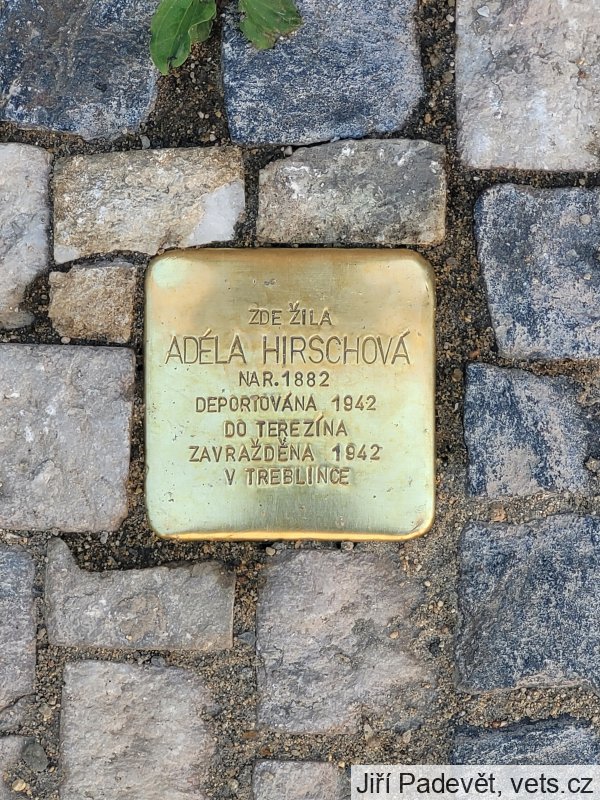 ZDE ŽILA
ADÉLA HIRSCHOVÁ
NAR. 1882
DEPORTOVÁNA 1942
DO TEREZÍNA
ZAVRAŽDĚNA 1942
V TREBLINCE
Jiří Padevět, vets.cz